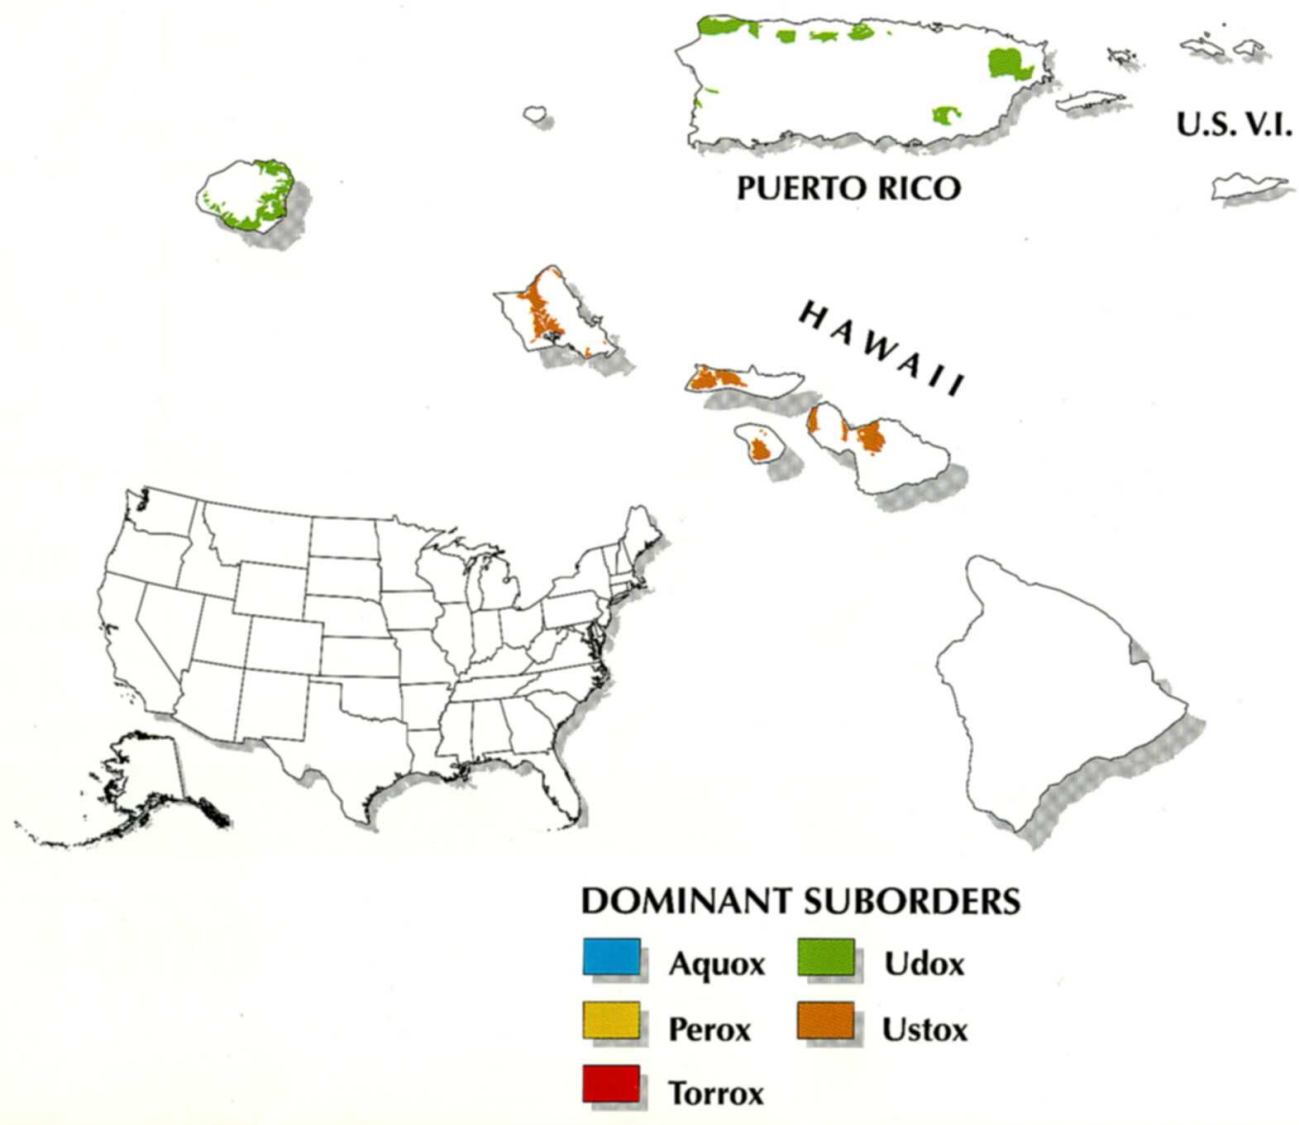 U.S. V.I.
PUERTO RICO
HAWAII
DOMINANT SUBORDERS
Aquox
Udox
Perox
Ustox
Torrox